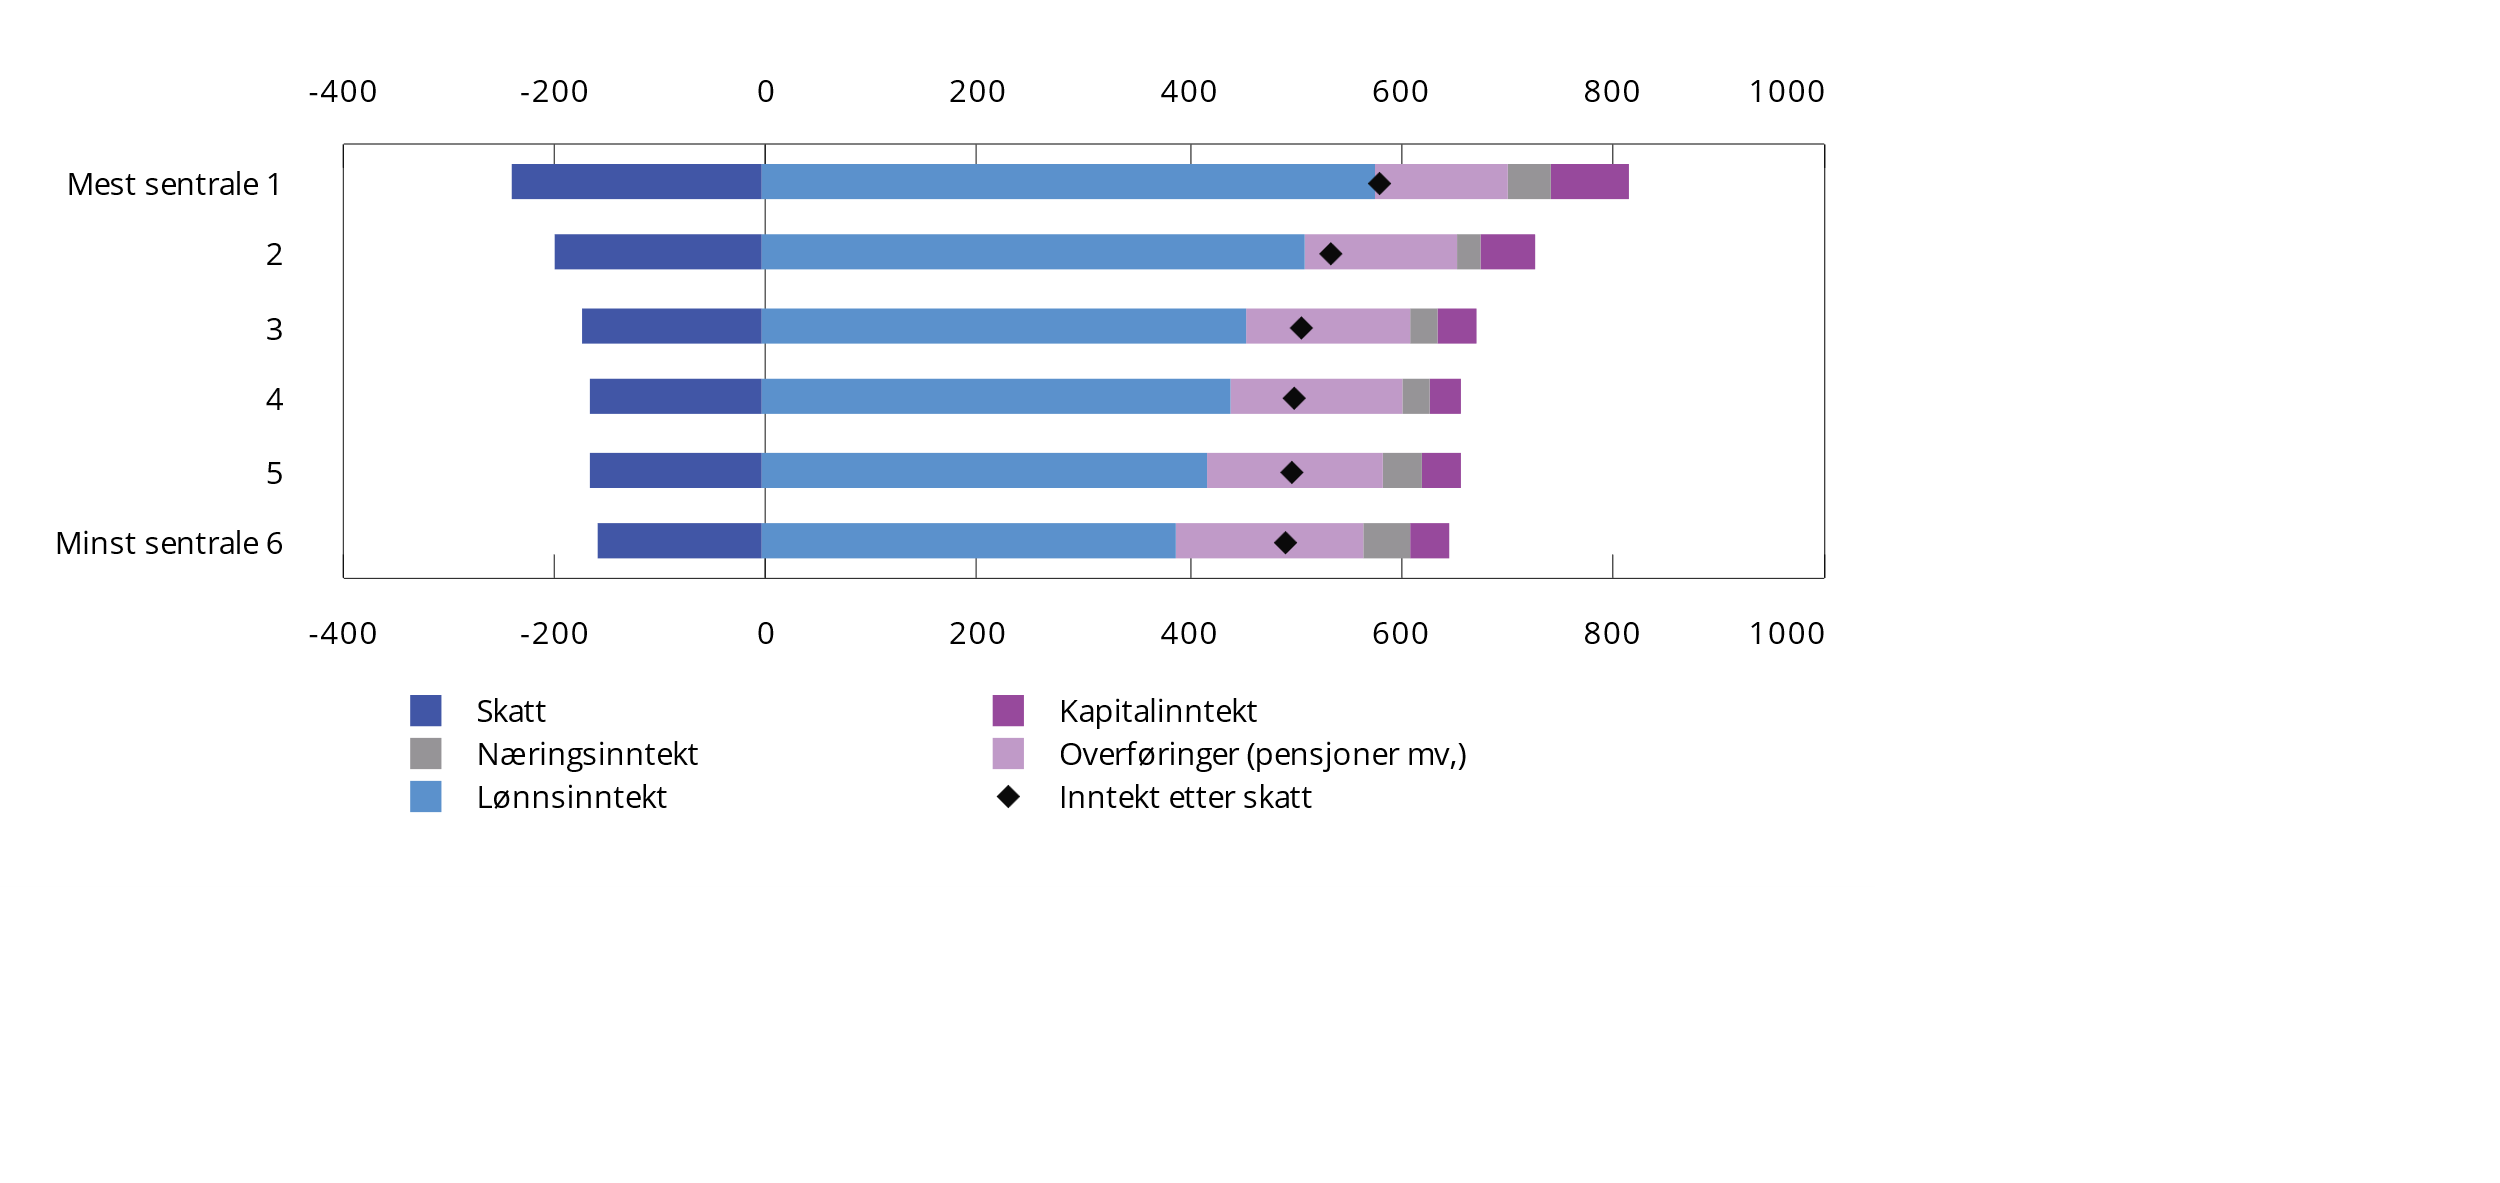 -400 -200 0 200 400 600 800 1000
Mest sentrale 1
2
3
4
5
Minst sentrale 6
-400 -200 0 200 400 600 800 1000
Skatt
Næringsinntekt
Lønnsinntekt
Kapitalinntekt
Overføringer (pensjoner mv,)
Inntekt etter skatt